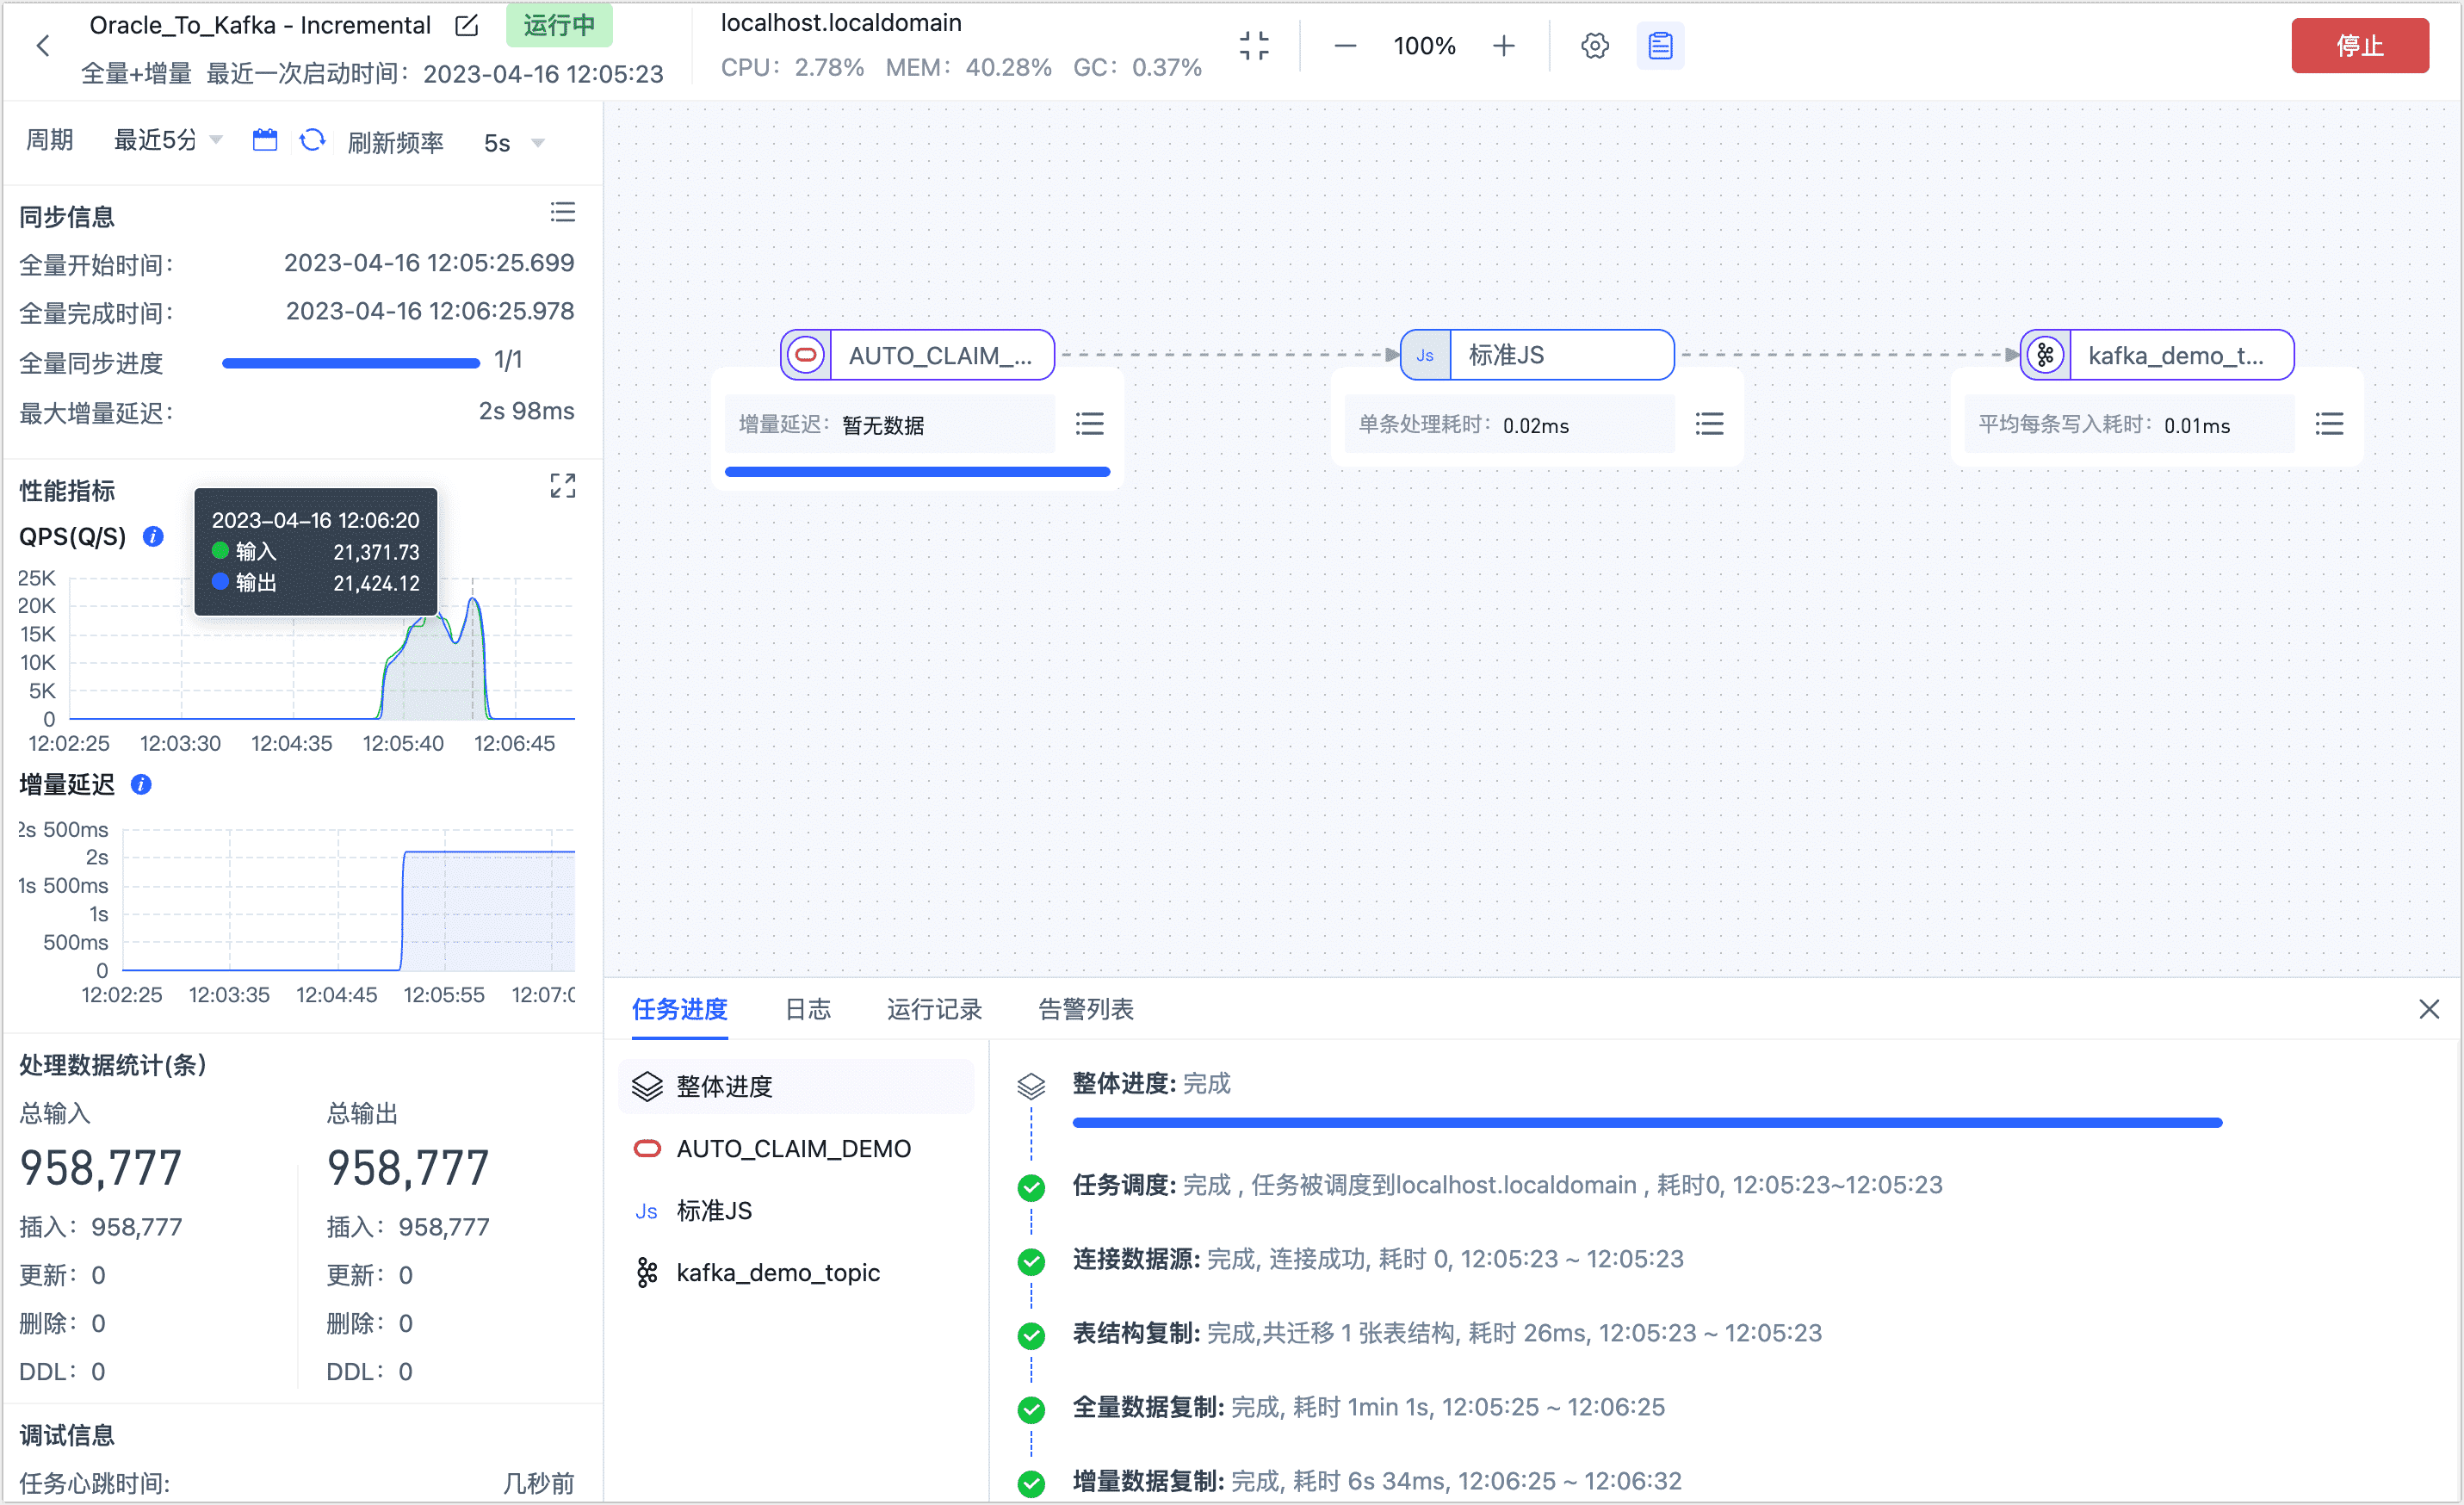 Oracle_To_Kafka - Incremental 运行中
全量+增量 最近一次启动时间： 2023-04-16 12:05:23
localhost.localdomain
CPU： 2.78% MEM： 40.28% GC： 0.37%
100%
停止
周期 最近5分 刷新频率 5s
同步信息
全量开始时间： 2023-04-16 12:05:25.699
全量完成时间： 2023-04-16 12:06:25.978
全量同步进度 1/1
最大增量延迟： 2s 98ms
性能指标
QPS(Q/S)
2023-04-16 12:06:20
输入 21,371.73
输出 21,424.12
25K
20K
15K
10K
5K
0
12:02:25 12:03:30 12:04:35 12:05:40 12:06:45
增量延迟
2s 500ms
2s
1s 500ms
1s
500ms
0
12:02:25 12:03:35 12:04:45 12:05:55 12:07:0
处理数据统计(条)
总输入 总输出
958,777 958,777
插入： 958,777 插入： 958,777
更新： 0 更新： 0
删除： 0 删除： 0
DDL： 0 DDL： 0
调试信息
任务心跳时间: 几秒前
AUTO_CLAIM_...
增量延迟： 暂无数据
Js 标准JS
单条处理耗时： 0.02ms
kafka_demo_t...
平均每条写入耗时： 0.01ms
任务进度 日志 运行记录 告警列表
整体进度
AUTO_CLAIM_DEMO
Js 标准JS
kafka_demo_topic
整体进度: 完成
任务调度: 完成 , 任务被调度到localhost.localdomain , 耗时0, 12:05:23~12:05:23
连接数据源: 完成, 连接成功, 耗时 0, 12:05:23 ~ 12:05:23
表结构复制: 完成,共迁移 1 张表结构, 耗时 26ms, 12:05:23 ~ 12:05:23
全量数据复制: 完成, 耗时 1min 1s, 12:05:25 ~ 12:06:25
增量数据复制: 完成, 耗时 6s 34ms, 12:06:25 ~ 12:06:32